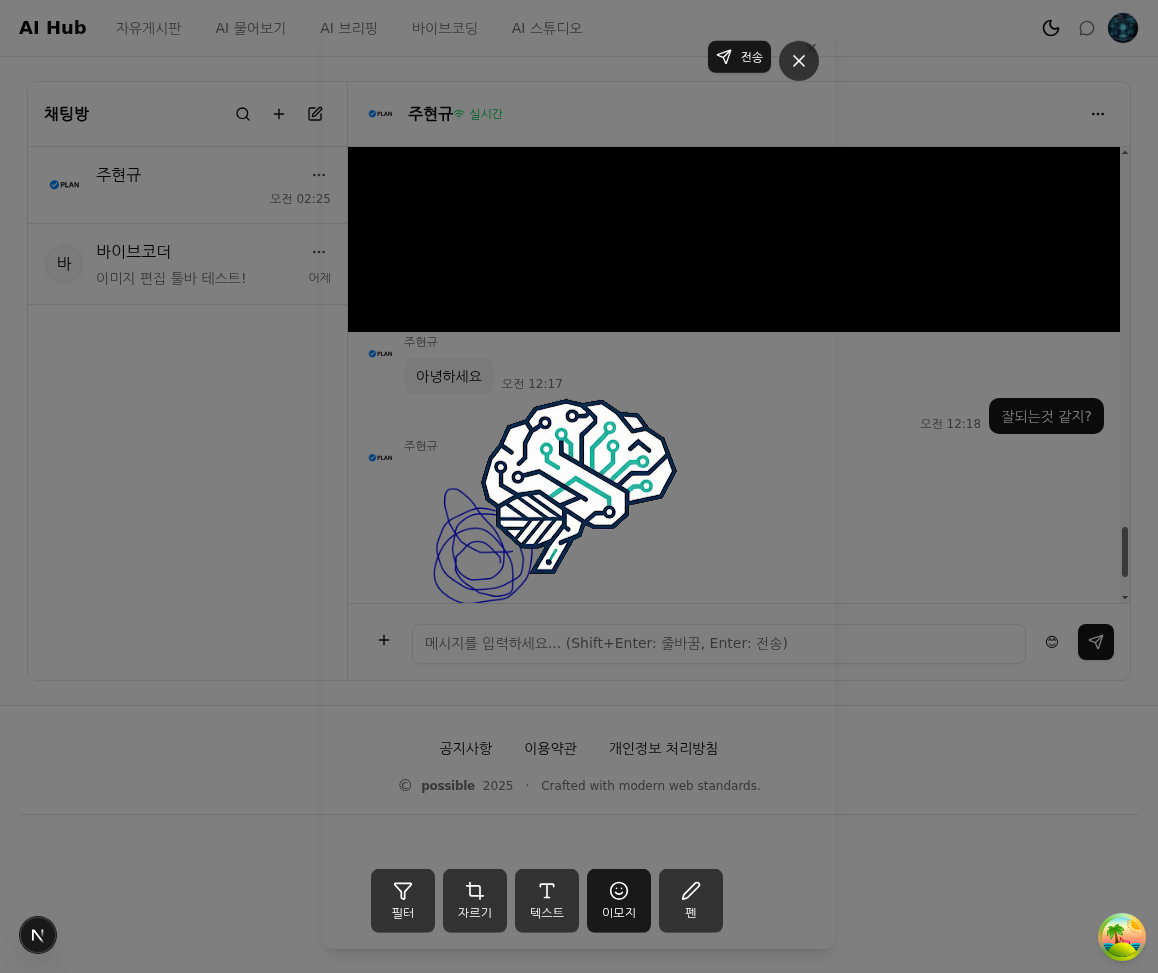 AI Hub 자유게시판 AI 물어보기 AI 브리핑 바이브코딩 AI 스튜디오
전송
채팅방
PLAN 주현규 실시간
PLAN 주현규
오전 02:25
바 바이브코더
이미지 편집 툴바 테스트!
어제
주현규
PLAN
아녕하세요 오전 12:17
오전 12:18 잘되는것 같지?
주현규
PLAN
메시지를 입력하세요... (Shift+Enter: 줄바꿈, Enter: 전송)
공지사항 이용약관 개인정보 처리방침
© possible 2025 · Crafted with modern web standards.
필터 자르기 텍스트 이모지 펜
N